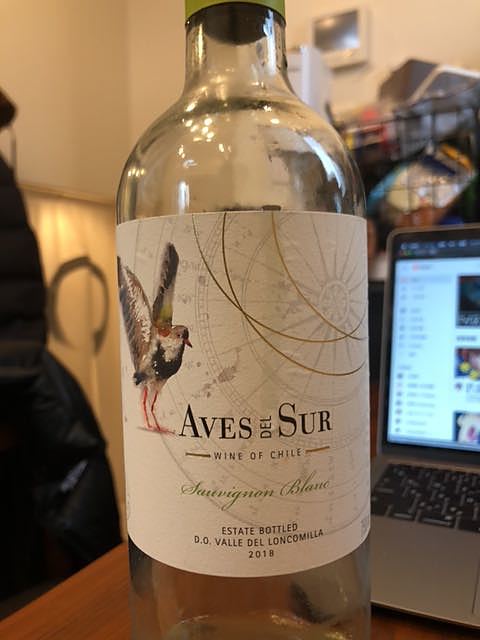 AVES DEL SUR
WINE OF CHILE
Sauvignon Blanc
ESTATE BOTTLED
D.O. VALLE DEL LONCOMILLA
2018